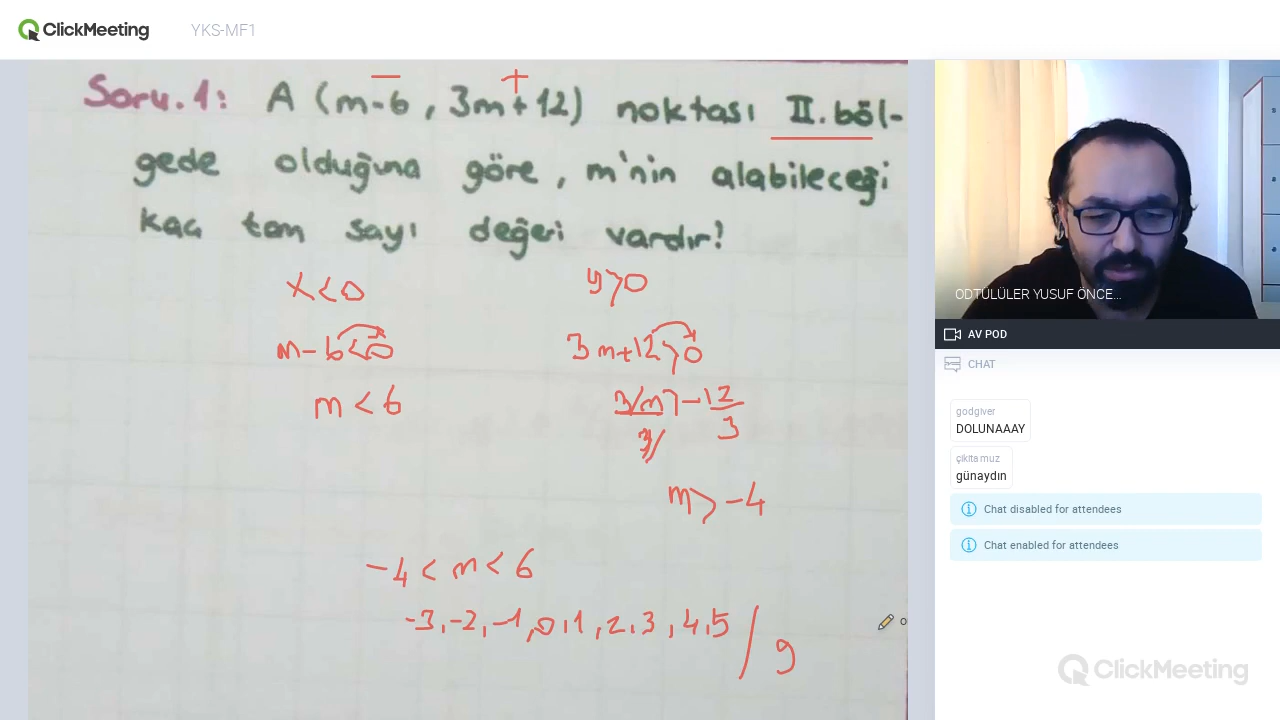 ClickMeeting YKS-MF1
Soru.1: A (m-6, 3m+12) noktası II. böl-
gede olduğuna göre, m'nin alabileceği
kaç tam sayı değeri vardır?
- +
x<0 y>0
m-6<0 3m+12>0
m<6 3m>-12
3 3
m>-4
-4<m<6
-3,-2,-1,0,1,2,3,4,5 / 9
ODTÜLÜLER YUSUF ÖNCE...
AV POD
CHAT
godgiver
DOLUNAAAY
çikita muz
günaydın
Chat disabled for attendees
Chat enabled for attendees
ClickMeeting